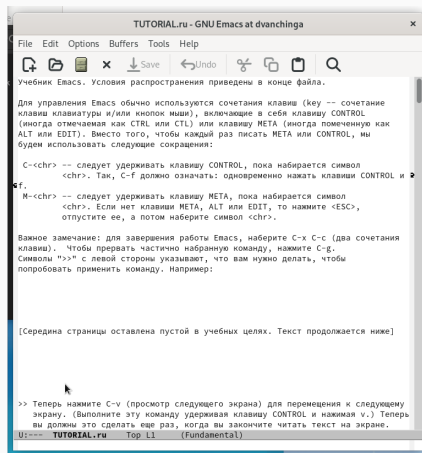 TUTORIAL.ru - GNU Emacs at dvanchinga
File Edit Options Buffers Tools Help
Save Undo
Учебник Emacs. Условия распространения приведены в конце файла.
Для управления Emacs обычно используются сочетания клавиш (key -- сочетание
клавиш клавиатуры и/или кнопок мыши), включающие в себя клавишу CONTROL
(иногда отмечаемая как CTRL или CTL) или клавишу META (иногда помеченную как
ALT или EDIT). Вместо того, чтобы каждый раз писать META или CONTROL, мы
будем использовать следующие сокращения:
C-<chr> -- следует удерживать клавишу CONTROL, пока набирается символ
<chr>. Так, C-f должно означать: одновременно нажать клавиши CONTROL и
f.
M-<chr> -- следует удерживать клавишу META, пока набирается символ
<chr>. Если нет клавиши META, ALT или EDIT, то нажмите <ESC>,
отпустите ее, а потом наберите символ <chr>.
Важное замечание: для завершения работы Emacs, наберите C-x C-c (два сочетания
клавиш). Чтобы прервать частично набранную команду, нажмите C-g.
Символы ">>" с левой стороны указывают, что вам нужно делать, чтобы
попробовать применить команду. Например:
[Середина страницы оставлена пустой в учебных целях. Текст продолжается ниже]
>> Теперь нажмите C-v (просмотр следующего экрана) для перемещения к следующему
экрану. (Выполните эту команду удерживая клавишу CONTROL и нажимая v.) Теперь
вы должны это сделать еще раз, когда вы закончите читать текст на экране.
U:--- TUTORIAL.ru Top L1 (Fundamental)